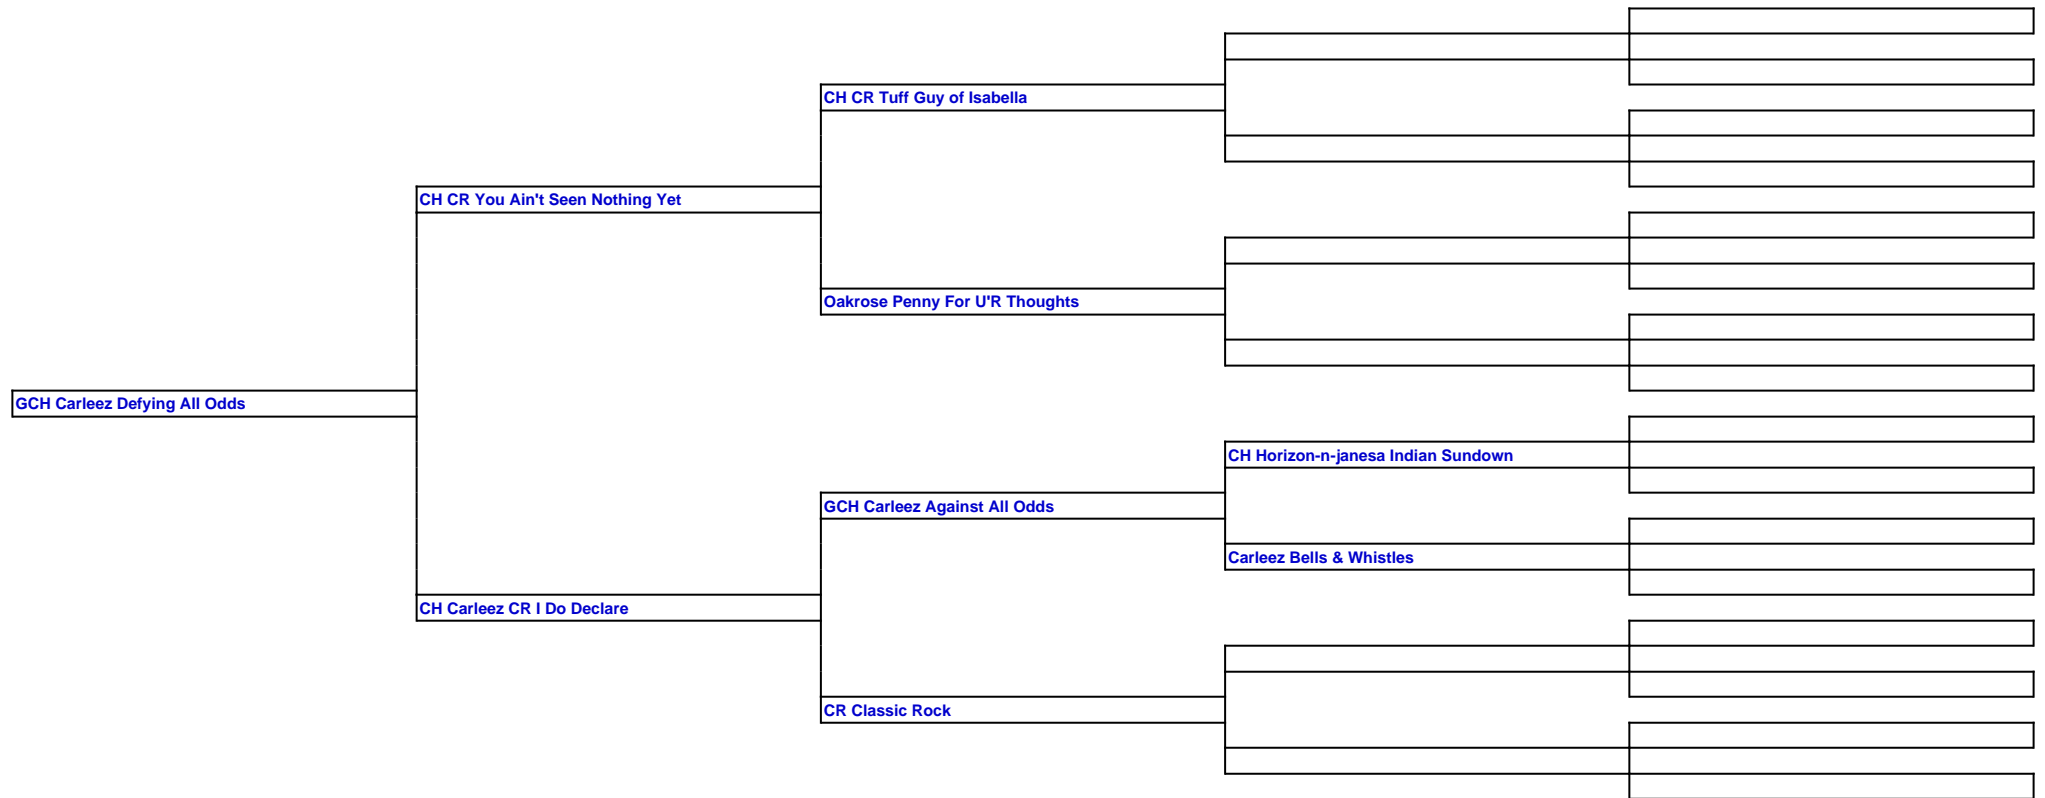 CH CR Tuff Guy of Isabella
CH CR You Ain't Seen Nothing Yet
Oakrose Penny For U'R Thoughts
GCH Carleez Defying All Odds
CH Horizon-n-janesa Indian Sundown
GCH Carleez Against All Odds
Carleez Bells & Whistles
CH Carleez CR I Do Declare
CR Classic Rock